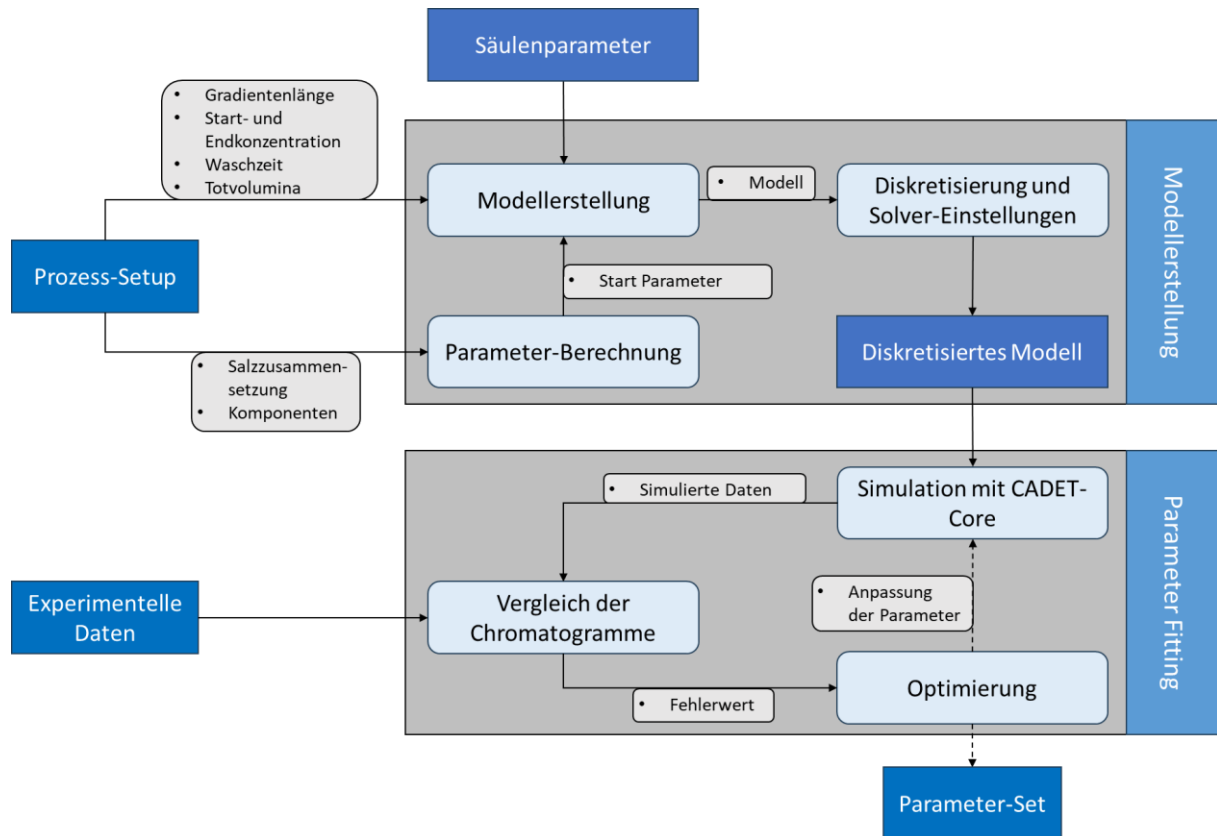 Säulenparameter
• Gradientenlänge
• Start- und
Endkonzentration
• Waschzeit
• Totvolumina
Modellerstellung
• Modell
Diskretisierung und
Solver-Einstellungen
Modellerstellung
Prozess-Setup
• Start Parameter
Parameter-Berechnung
Diskretisiertes Modell
• Salzzusammen-
setzung
• Komponenten
• Simulierte Daten
Simulation mit CADET-
Core
Parameter Fitting
Experimentelle
Daten
Vergleich der
Chromatogramme
• Anpassung
der Parameter
• Fehlerwert
Optimierung
Parameter-Set